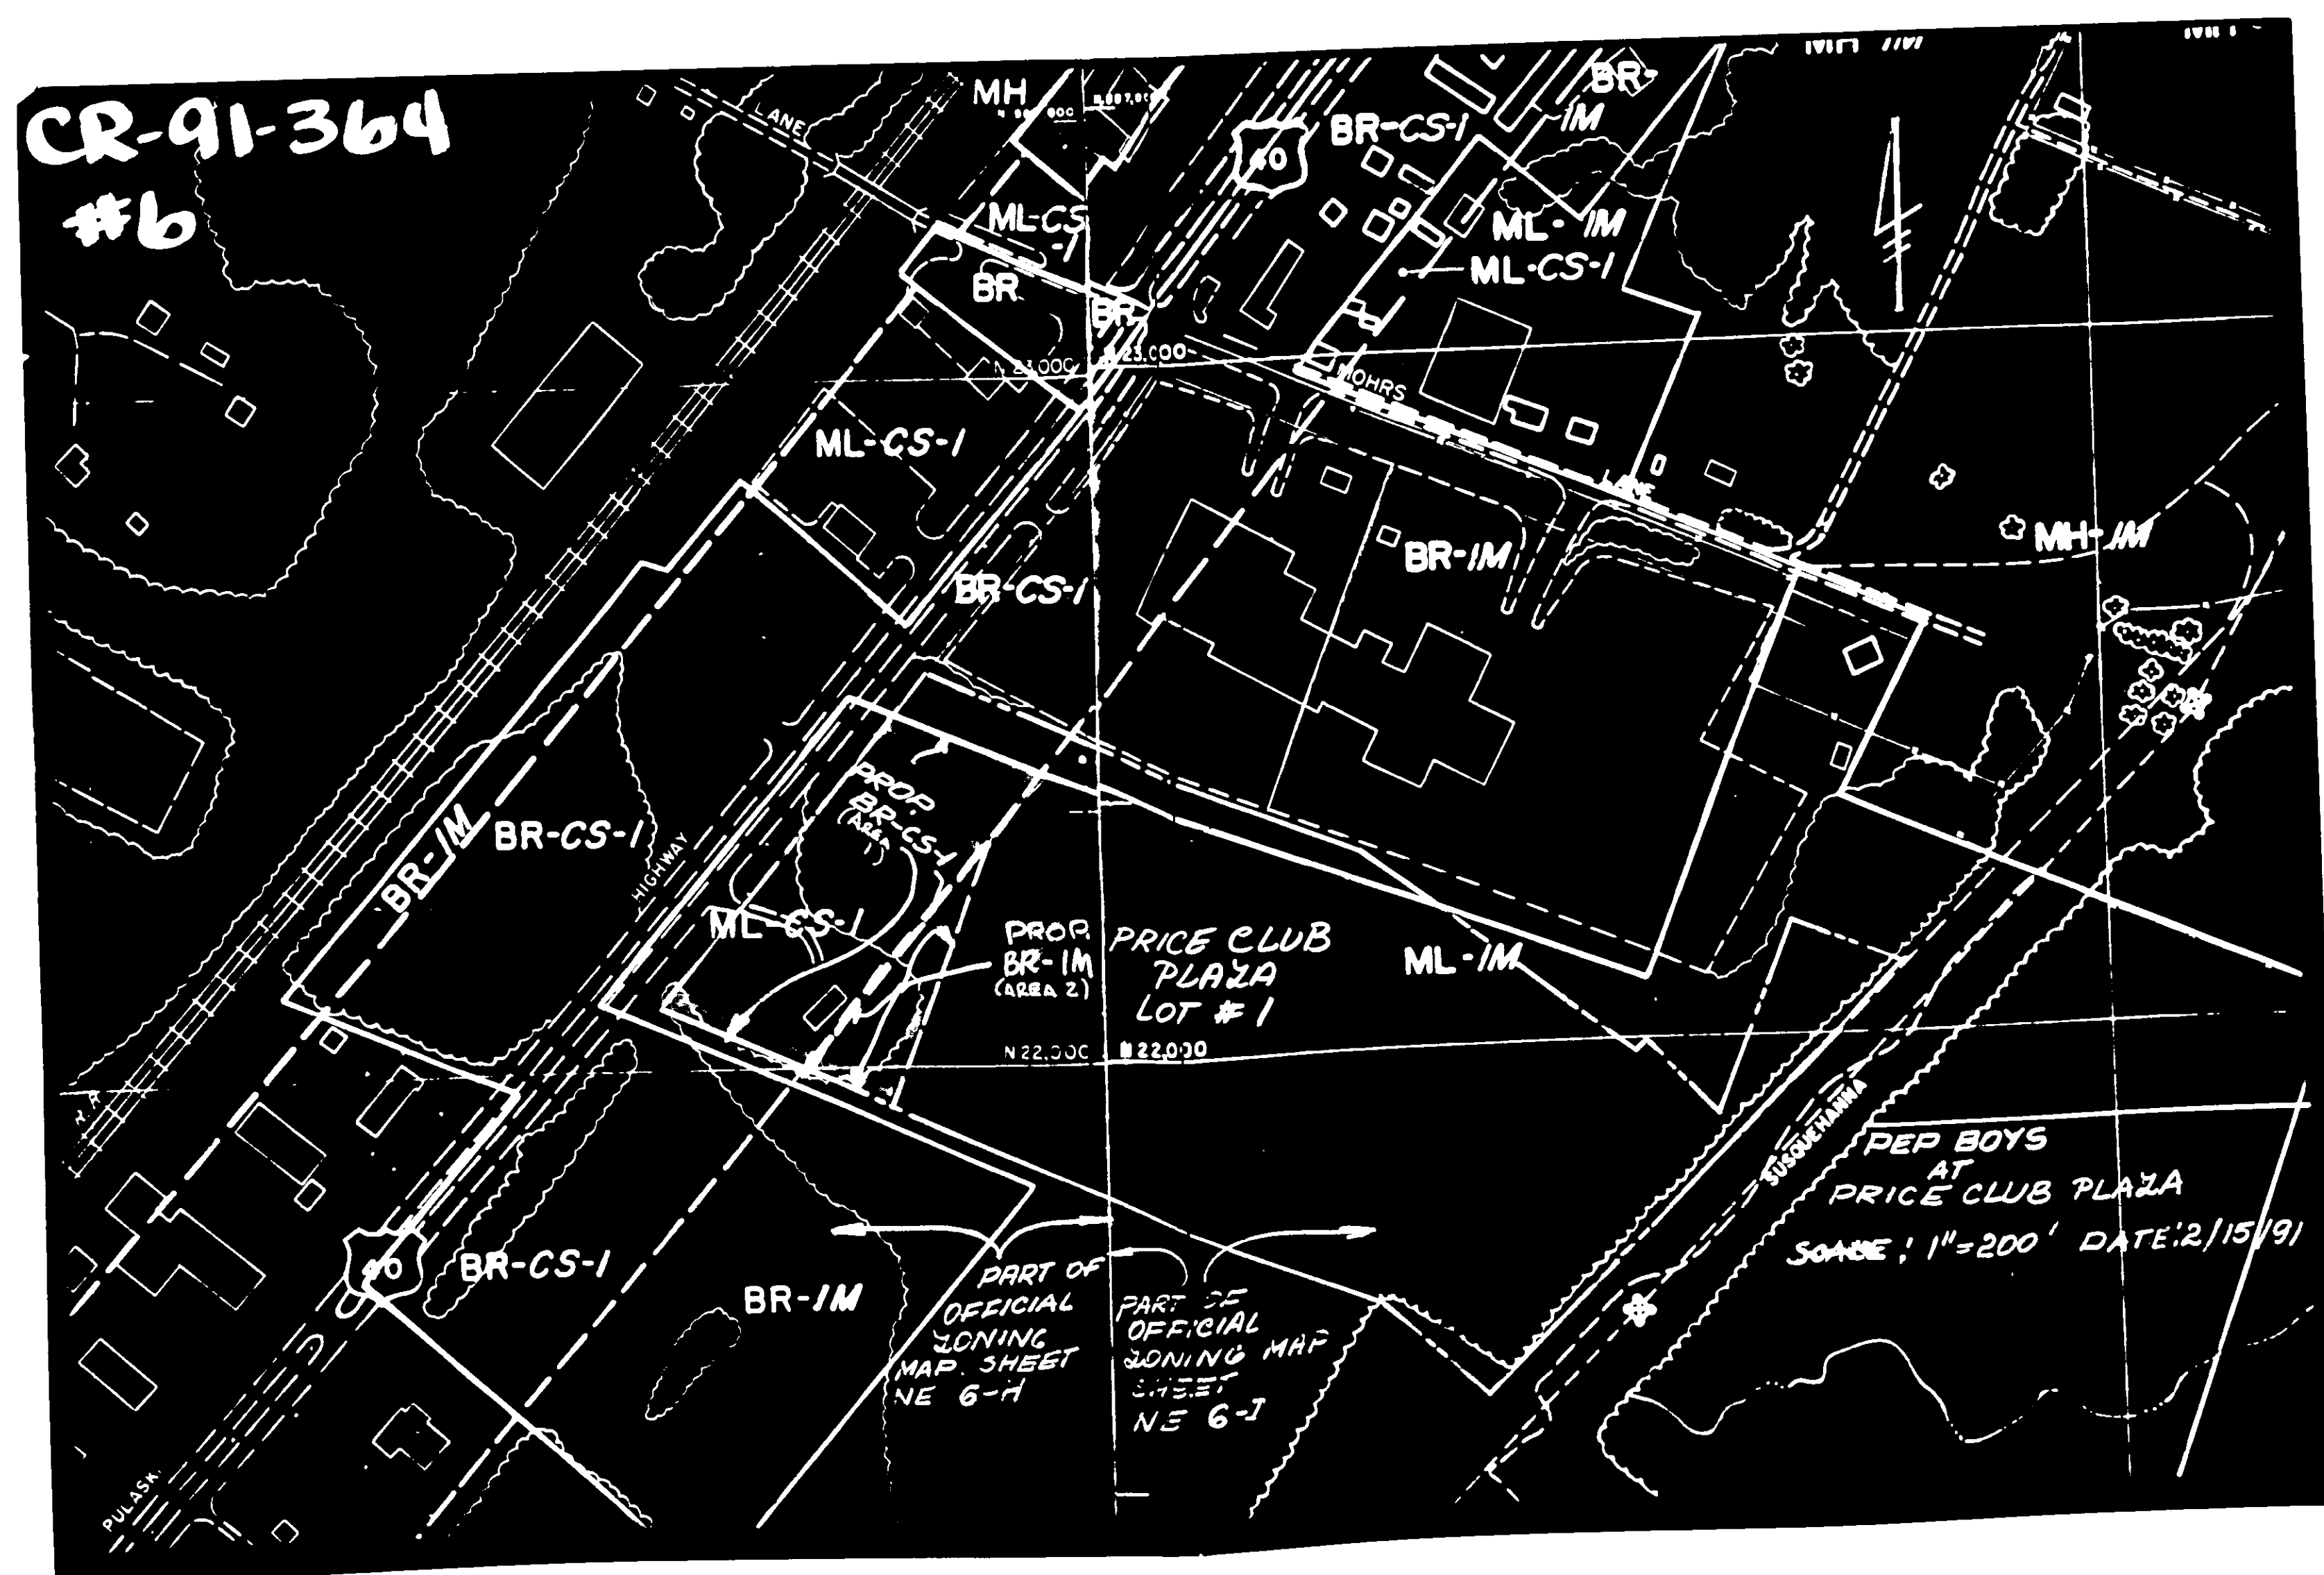 CR-91-364
#6
LANE
MH
40
BR-CS-1
BR-
IM
ML-CS
-1
ML-IM
ML-CS-1
BR
BR
N 23,000
23,000
MOHRS
LANE
ML-CS-1
BR-CS-1
BR-IM
MH-IM
PROP.
BR-CS-1
(AREA
BR-IM
BR-CS-1
HIGHWAY
ML-CS-1
PROP.
BR-IM
(AREA 2)
PRICE CLUB
PLAZA
LOT #1
ML-IM
N 22,000
N 22,000
SUSQUEHANNA
PEP BOYS
AT
PRICE CLUB PLAZA
SCALE: 1"=200' DATE: 2/15/91
40
BR-CS-1
BR-IM
PART OF
OFFICIAL
ZONING
MAP. SHEET
NE 6-H
PART OF
OFFICIAL
ZONING MAP
SHEET
NE 6-I
PULASKI